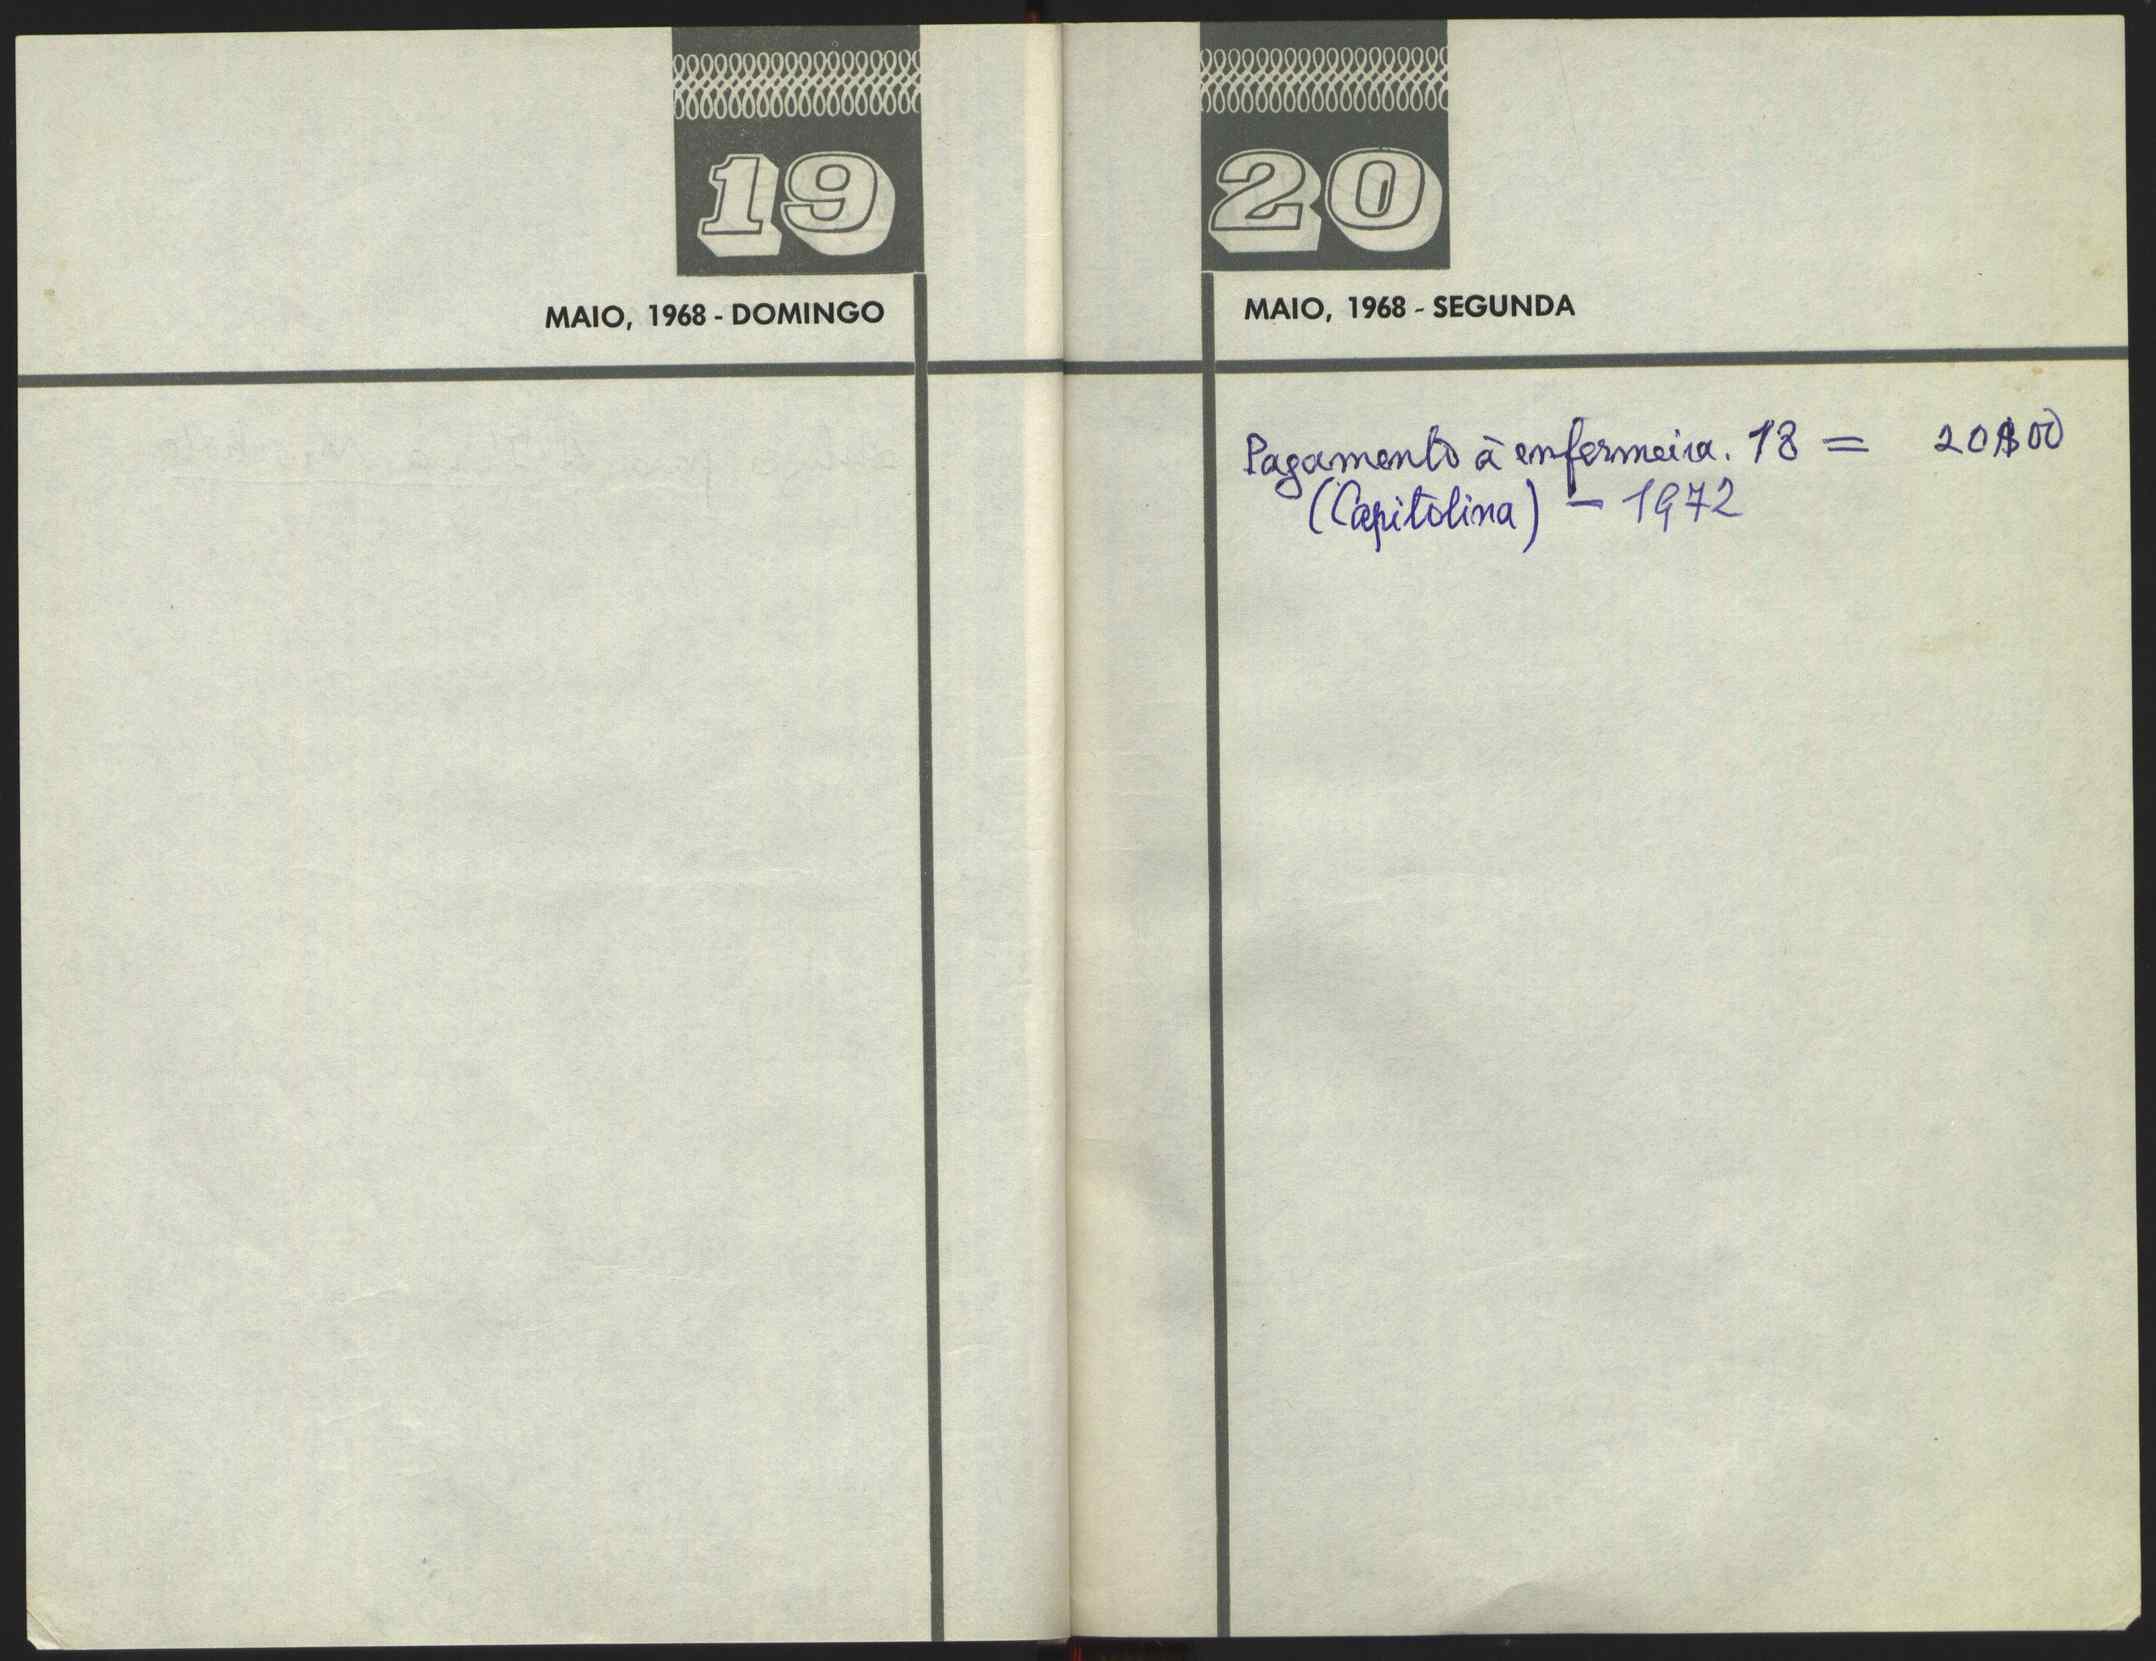 19
MAIO, 1968 - DOMINGO
20
MAIO, 1968 - SEGUNDA
Pagamento à enfermeira. 18 = 20$00
(Capitolina) - 1972